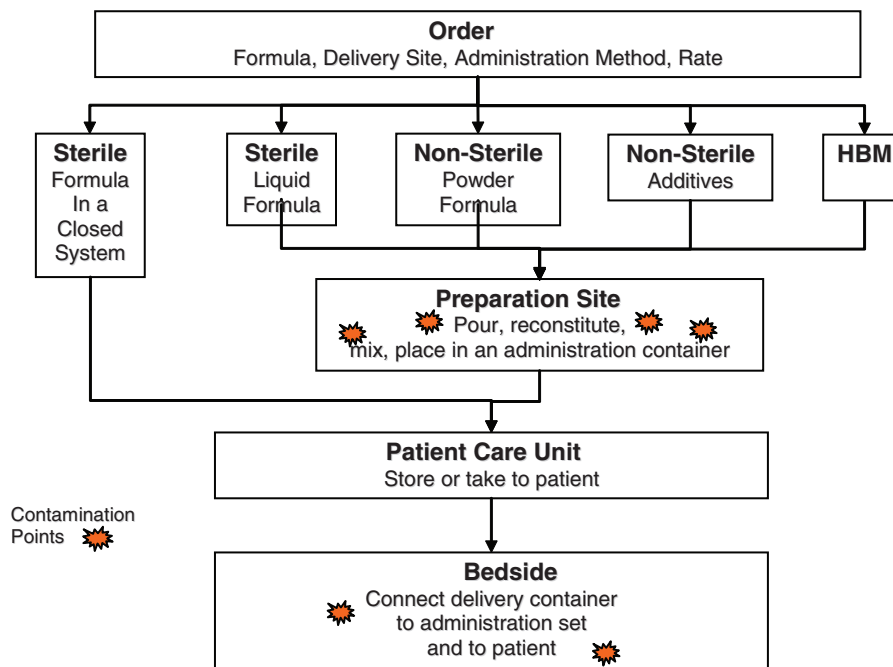 Order
Formula, Delivery Site, Administration Method, Rate
Sterile
Formula
In a
Closed
System
Sterile
Liquid
Formula
Non-Sterile
Powder
Formula
Non-Sterile
Additives
HBM
Preparation Site
Pour, reconstitute,
mix, place in an administration container
Patient Care Unit
Store or take to patient
Contamination
Points
Bedside
Connect delivery container
to administration set
and to patient